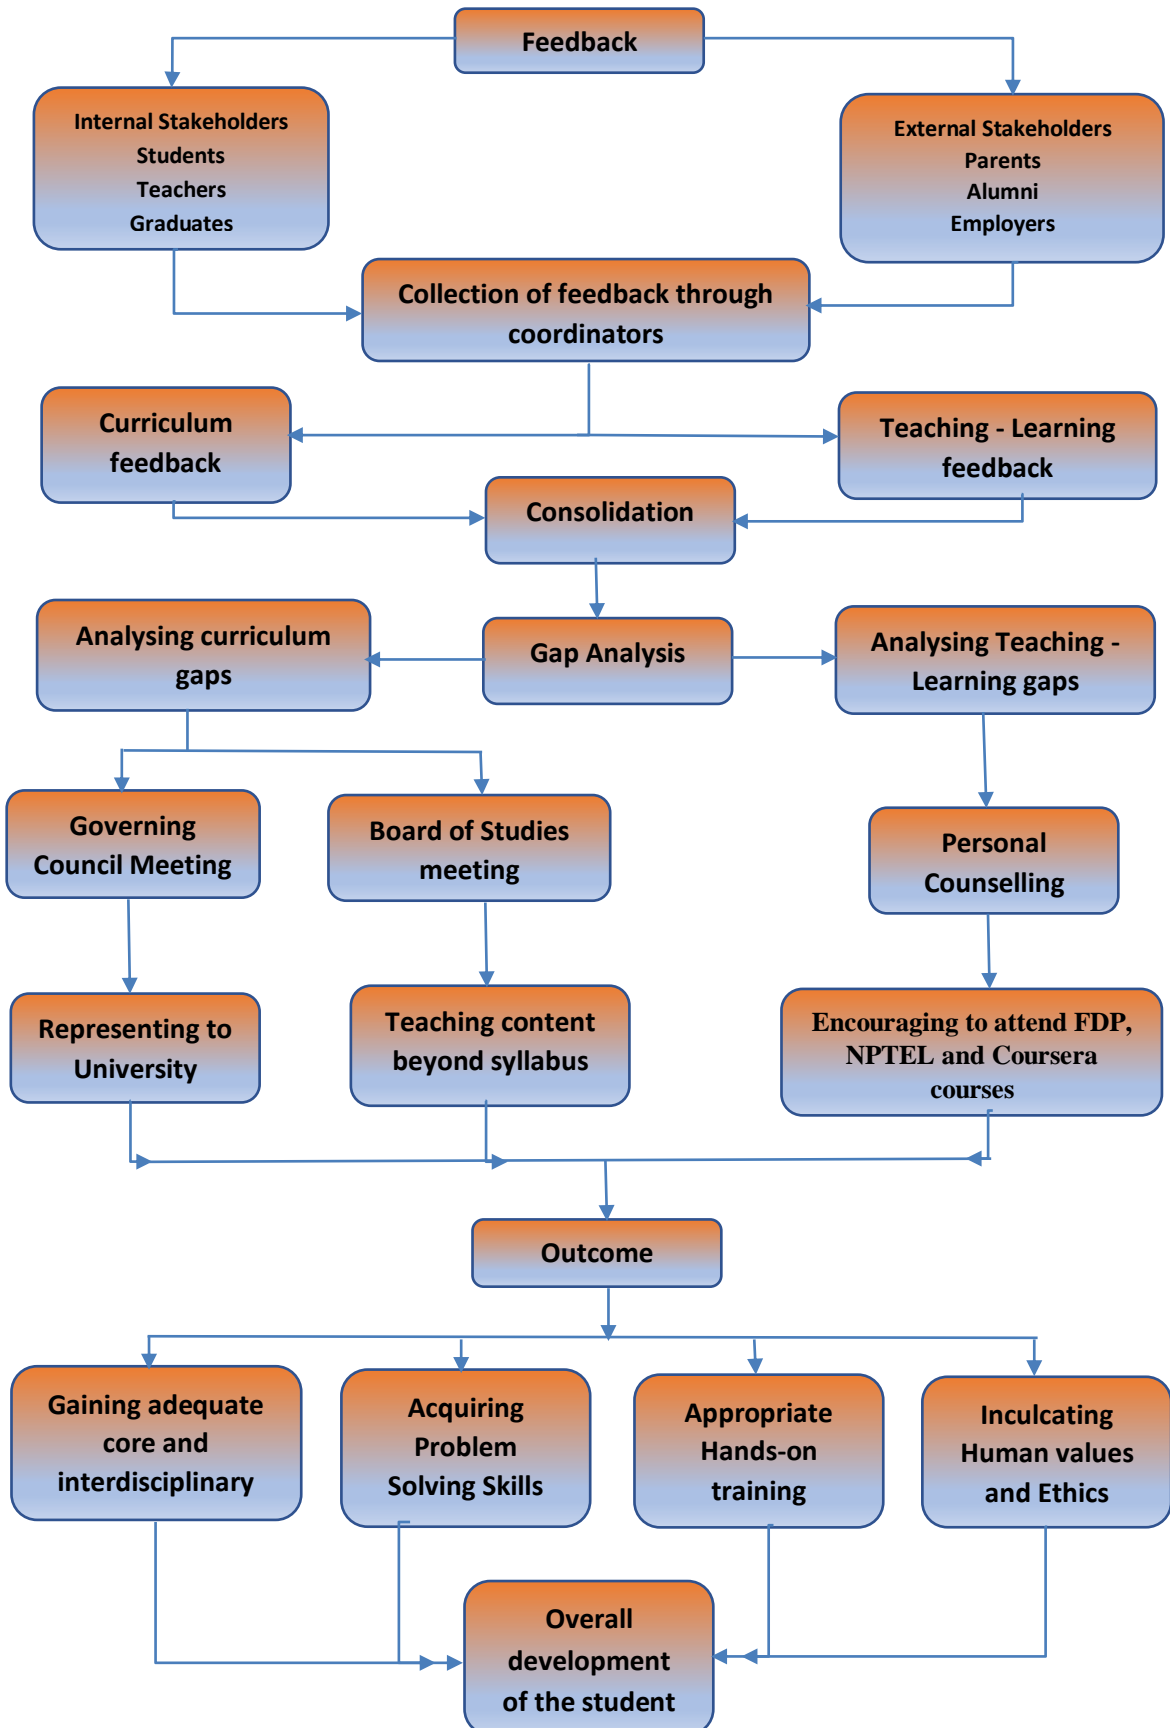 Feedback
Internal Stakeholders
Students
Teachers
Graduates
External Stakeholders
Parents
Alumni
Employers
Collection of feedback through
coordinators
Curriculum
feedback
Teaching - Learning
feedback
Consolidation
Analysing curriculum
gaps
Gap Analysis
Analysing Teaching -
Learning gaps
Governing
Council Meeting
Board of Studies
meeting
Personal
Counselling
Representing to
University
Teaching content
beyond syllabus
Encouraging to attend FDP,
NPTEL and Coursera
courses
Outcome
Gaining adequate
core and
interdisciplinary
Acquiring
Problem
Solving Skills
Appropriate
Hands-on
training
Inculcating
Human values
and Ethics
Overall
development
of the student